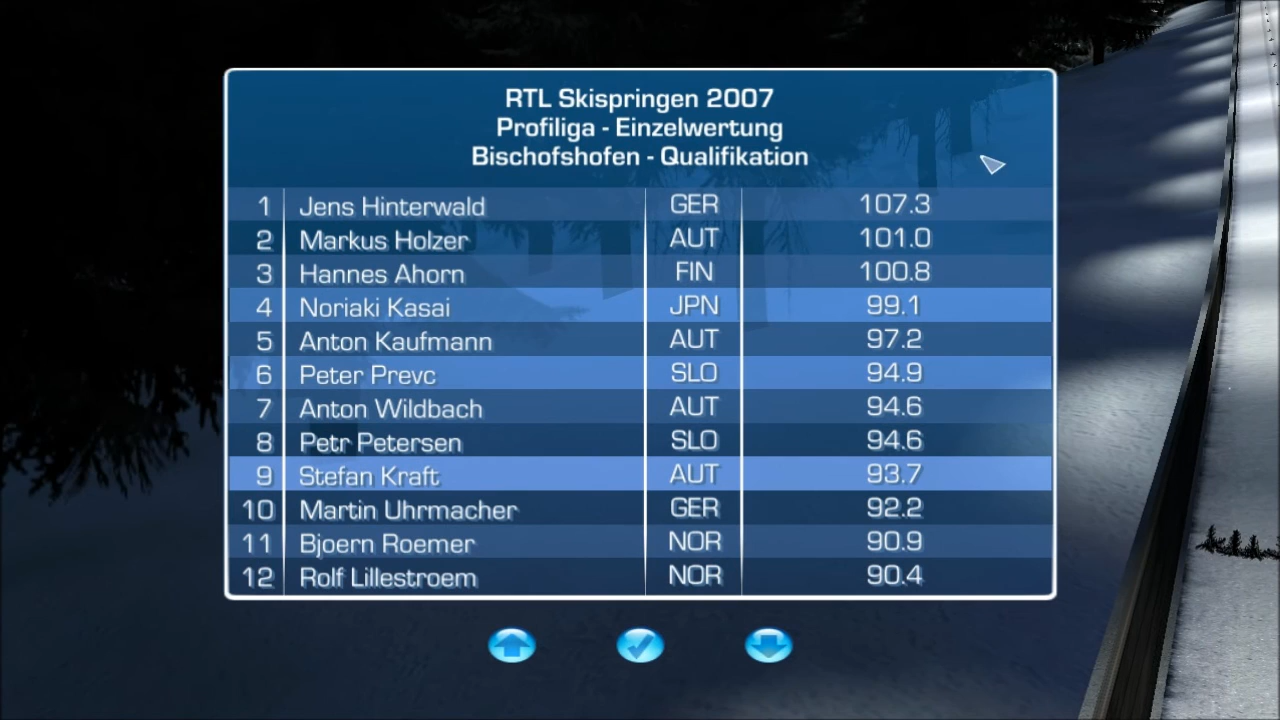 RTL Skispringen 2007
Profiliga - Einzelwertung
Bischofshofen - Qualifikation
1 Jens Hinterwald GER 107.3
2 Markus Holzer AUT 101.0
3 Hannes Ahorn FIN 100.8
4 Noriaki Kasai JPN 99.1
5 Anton Kaufmann AUT 97.2
6 Peter Prevc SLO 94.9
7 Anton Wildbach AUT 94.6
8 Petr Petersen SLO 94.6
9 Stefan Kraft AUT 93.7
10 Martin Uhrmacher GER 92.2
11 Bjoern Roemer NOR 90.9
12 Rolf Lillestroem NOR 90.4